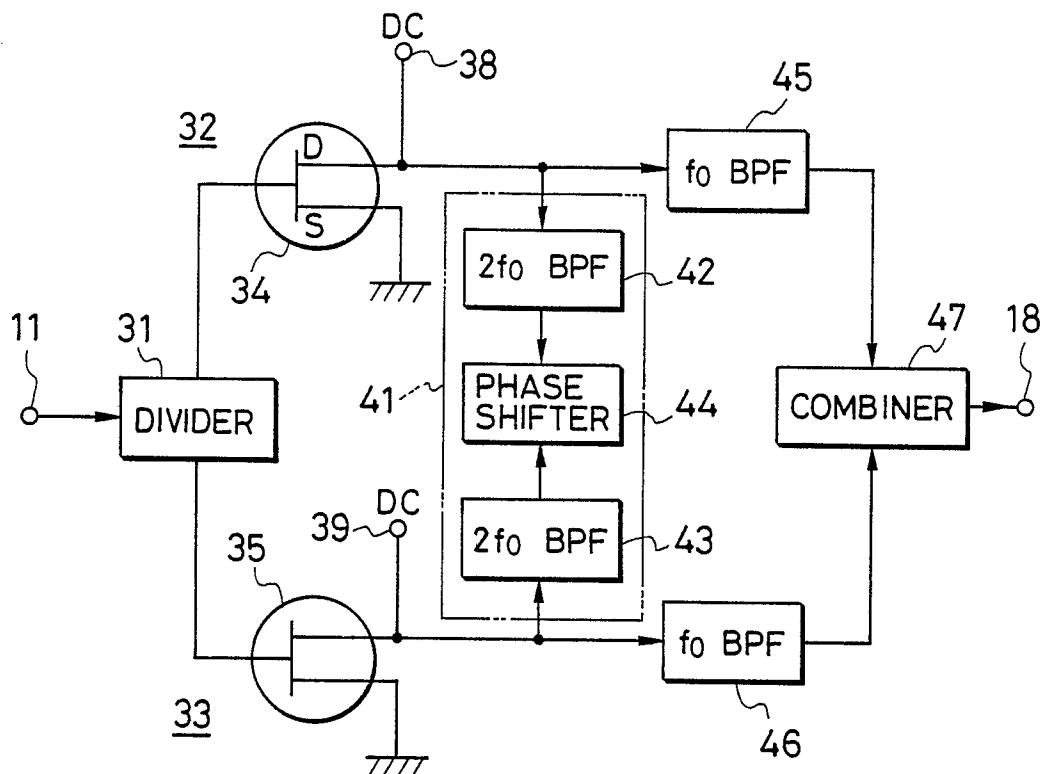 DC
38
45
32
D
f0 BPF
S
34
2f0 BPF
42
11
31
47
18
41
PHASE
SHIFTER
44
DIVIDER
COMBINER
DC
39
2f0 BPF
43
35
f0 BPF
33
46